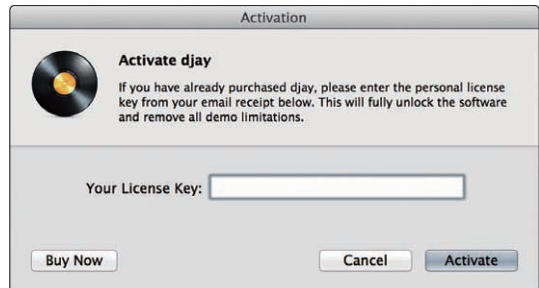 Activation
Activate djay
If you have already purchased djay, please enter the personal license
key from your email receipt below. This will fully unlock the software
and remove all demo limitations.
Your License Key:
Buy Now
Cancel
Activate